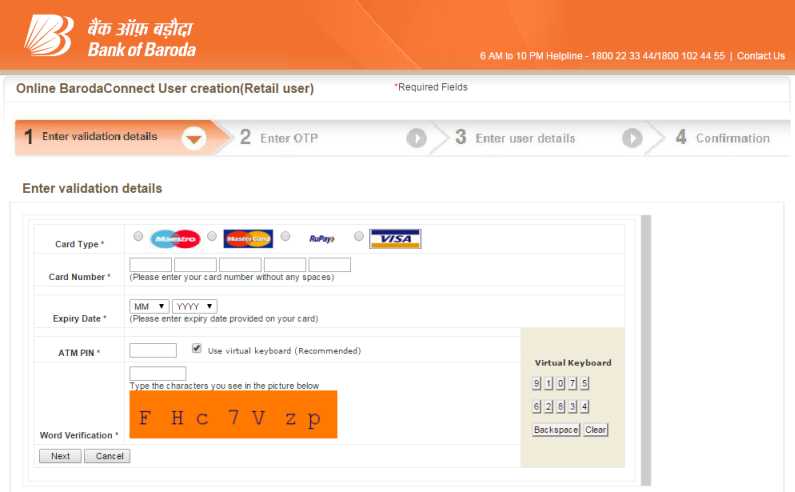 बैंक ऑफ़ बड़ौदा
Bank of Baroda
6 AM to 10 PM Helpline - 1800 22 33 44/1800 102 44 55 | Contact Us
Online BarodaConnect User creation(Retail user) *Required Fields
1 Enter validation details 2 Enter OTP 3 Enter user details 4 Confirmation
Enter validation details
Card Type * Maestro MasterCard RuPay VISA
Card Number *
(Please enter your card number without any spaces)
Expiry Date * MM YYYY
(Please enter expiry date provided on your card)
ATM PIN * Use virtual keyboard (Recommended)
Virtual Keyboard
9 1 0 7 5
6 2 8 3 4
Backspace Clear
Type the characters you see in the picture below
F H c 7 V z p
Word Verification *
Next Cancel